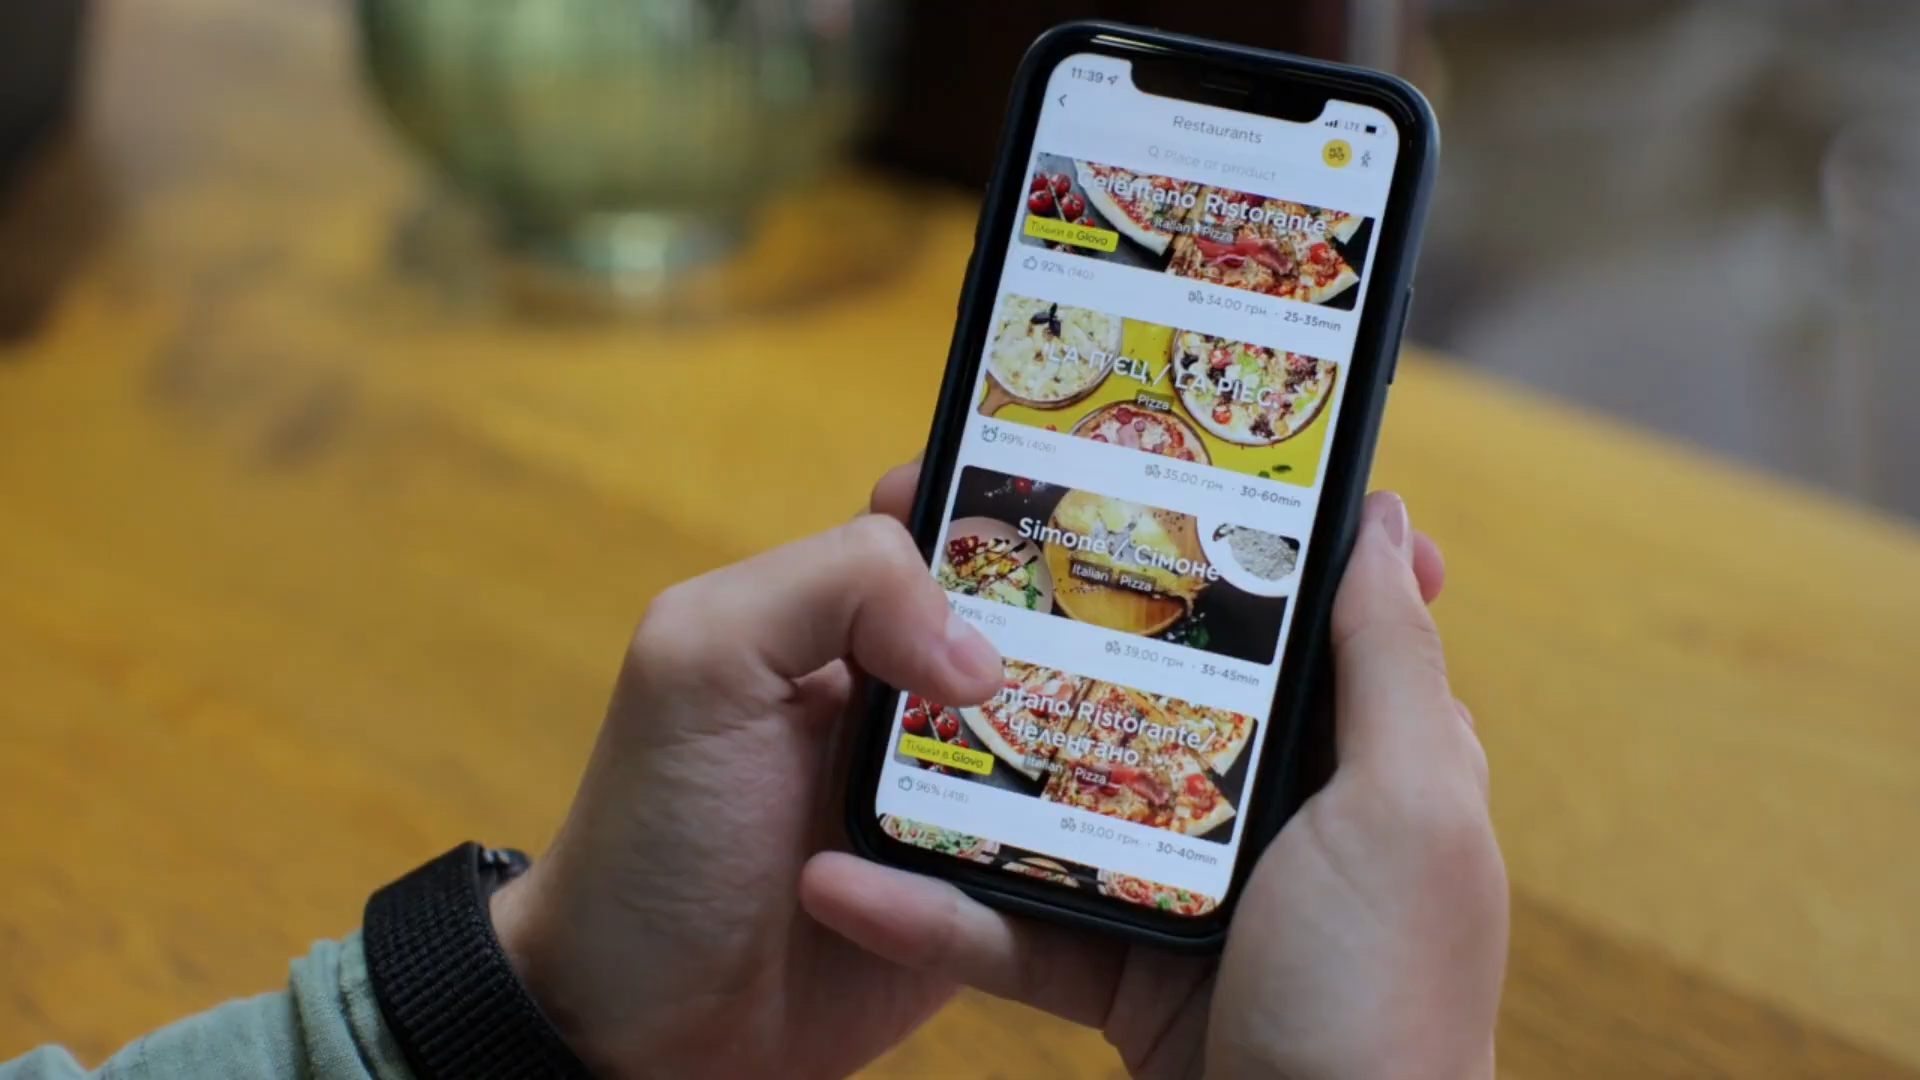 11:39
LTE
Restaurants
Place or product
Celentano Ristorante
Italian · Pizza
Тільки в Glovo
92% (140)
34,00 грн · 25-35min
LA П'ЄЦ / LA PIEC
Pizza
99% (406)
35,00 грн · 30-60min
Simone / Сімоне
Italian · Pizza
99% (25)
39,00 грн · 35-45min
ntano Ristorante/
Челентано
Italian · Pizza
Тільки в Glovo
96% (418)
39,00 грн · 30-40min